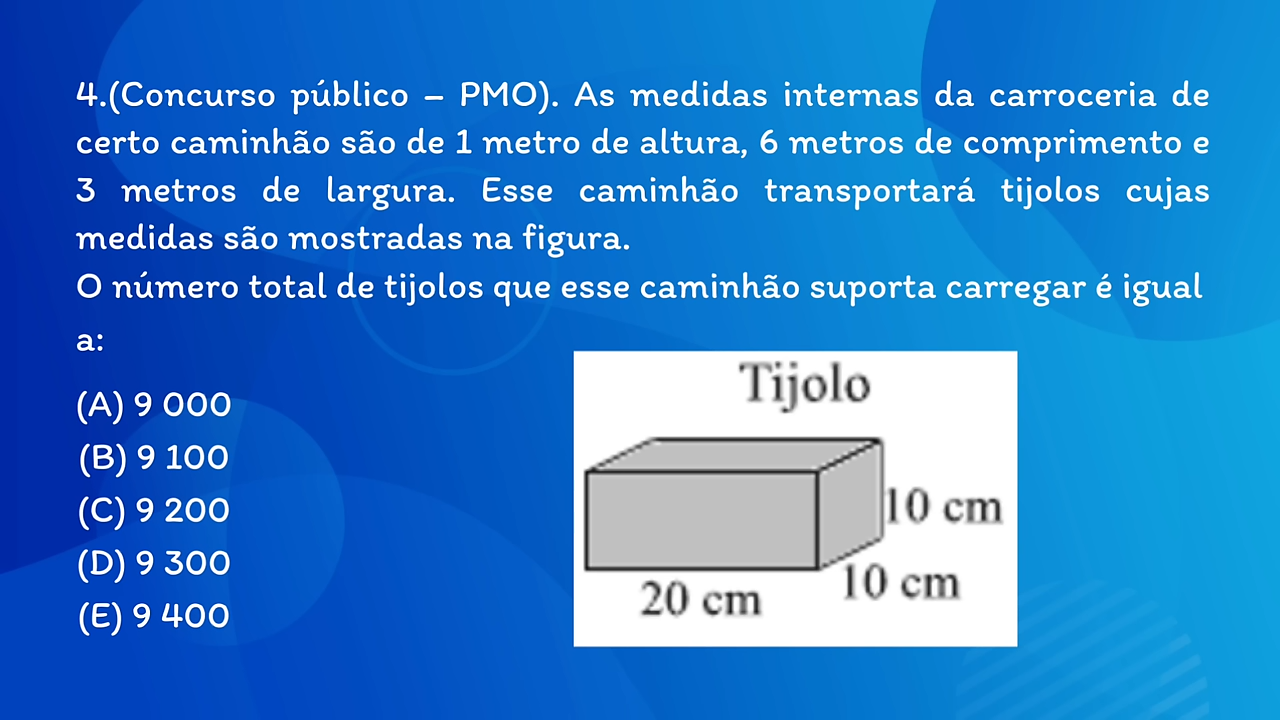 4.(Concurso público – PMO). As medidas internas da carroceria de
certo caminhão são de 1 metro de altura, 6 metros de comprimento e
3 metros de largura. Esse caminhão transportará tijolos cujas
medidas são mostradas na figura.
O número total de tijolos que esse caminhão suporta carregar é igual
a:
(A) 9 000
(B) 9 100
(C) 9 200
(D) 9 300
(E) 9 400
Tijolo
10 cm
10 cm
20 cm